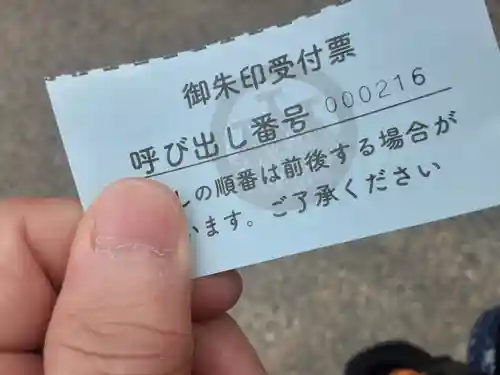 御朱印受付票
呼び出し番号 000216
しの順番は前後する場合が
います。ご了承ください